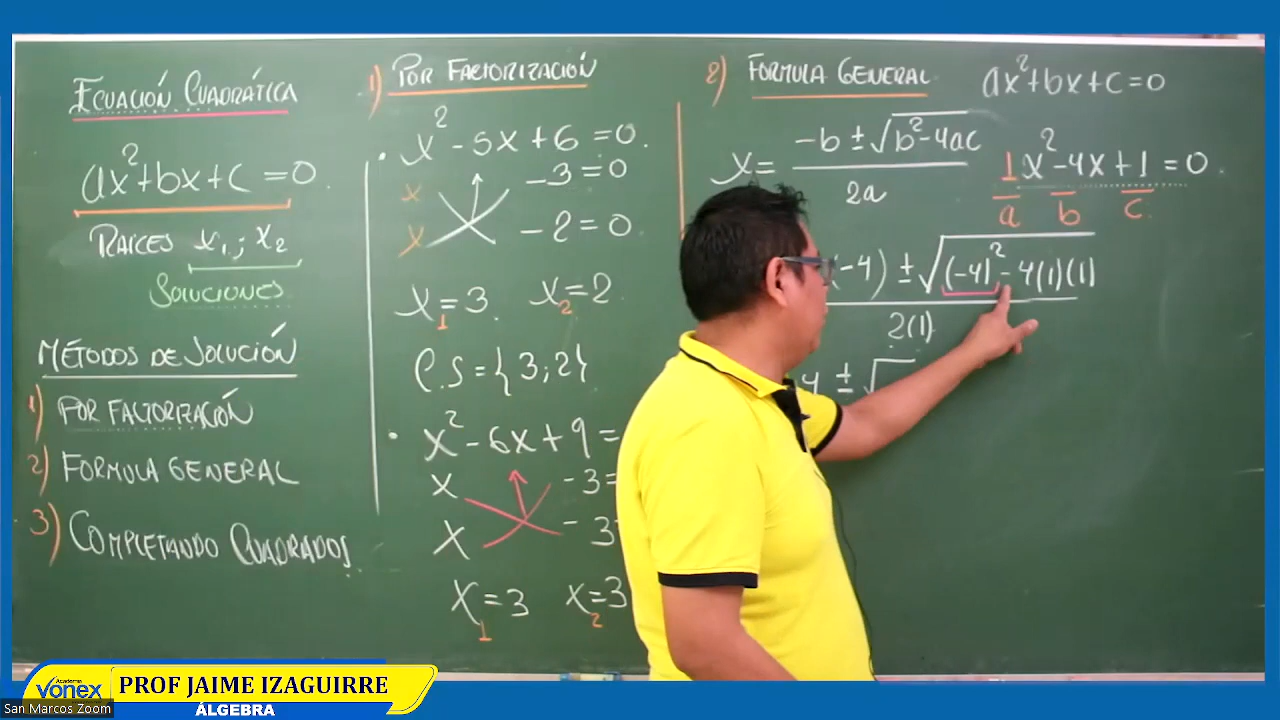 ECUACIÓN CUADRÁTICA
ax²+bx+c=0.
RAICES x₁; x₂
SOLUCIONES
MÉTODOS DE SOLUCIÓN
1) POR FACTORIZACIÓN
2) FORMULA GENERAL
3) COMPLETANDO CUADRADOS.
1) POR FACTORIZACIÓN
• x² - 5x + 6 = 0.
x -3=0
x -2=0
x₁=3. x₂=2
C.S={3;2}
• x² - 6x + 9 =
x -3=
x -3
x₁=3 x₂=3
2) FORMULA GENERAL ax²+bx+c=0
x= -b ± √b²-4ac
2a
1x²-4x+1=0.
a b c.
(-4) ± √(-4)² - 4(1)(1)
2(1)
4 ± √
Academia
vonex
PROF JAIME IZAGUIRRE
ÁLGEBRA
San Marcos Zoom